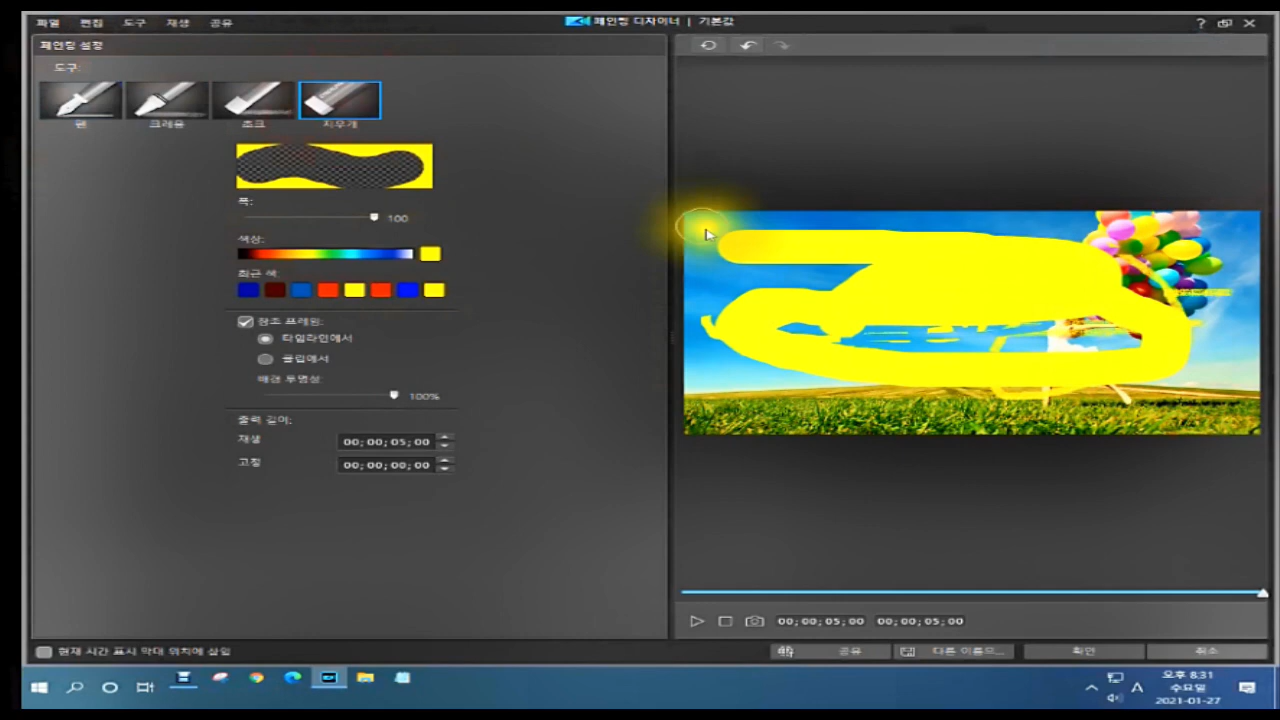 파일 편집 도구 재생 공유
페인팅 디자이너 | 기본값
?
페인팅 설정
도구:
펜 크레용 초크 지우개
폭:
100
색상:
최근 색:
참조 프레임:
타임라인에서
클립에서
배경 투명성:
100%
출력 길이:
재생 00;00;05;00
고정 00;00;00;00
00;00;05;00 00;00;05;00
현재 시간 표시 막대 위치에 삽입
공유 다른 이름으... 확인 취소
오후 8:31
A 수요일
2021-01-27